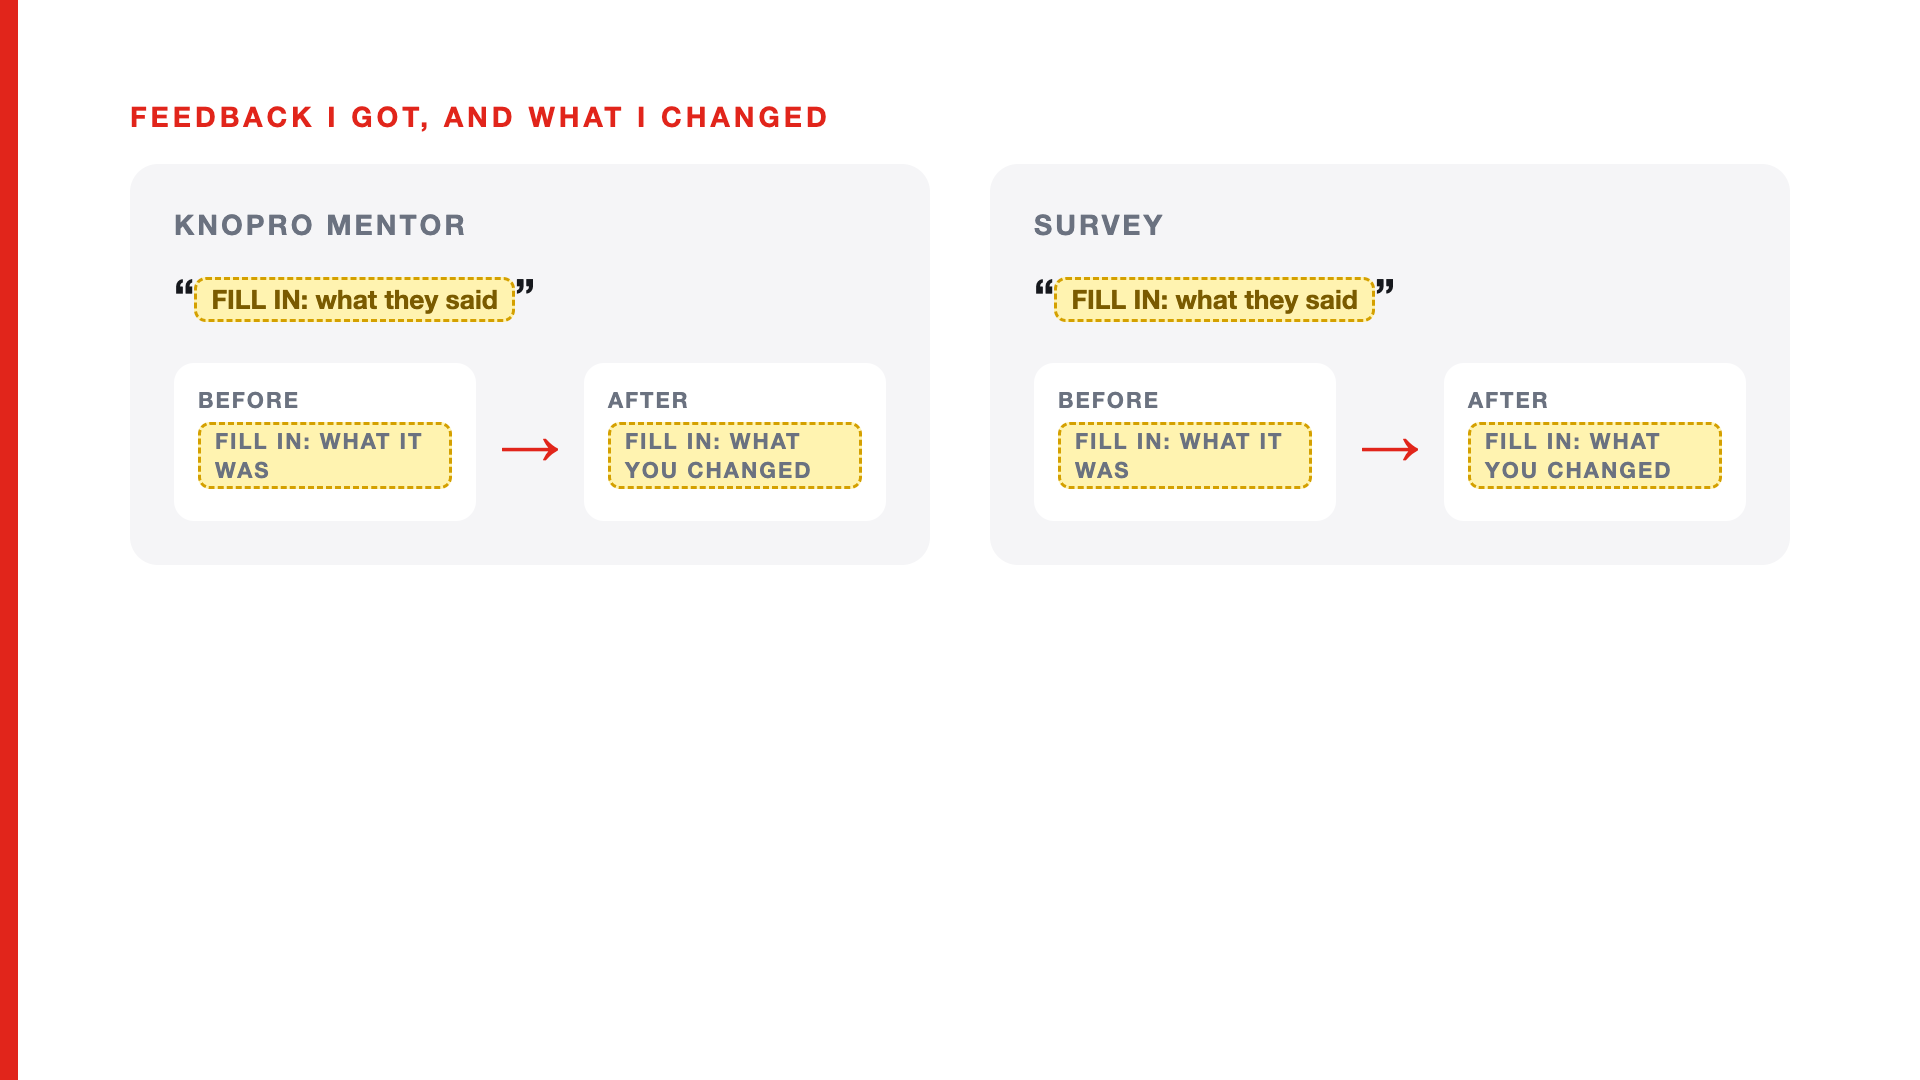 FEEDBACK I GOT, AND WHAT I CHANGED
KNOPRO MENTOR
“FILL IN: what they said”
BEFORE
FILL IN: WHAT IT
WAS
→
AFTER
FILL IN: WHAT
YOU CHANGED
SURVEY
“FILL IN: what they said”
BEFORE
FILL IN: WHAT IT
WAS
→
AFTER
FILL IN: WHAT
YOU CHANGED